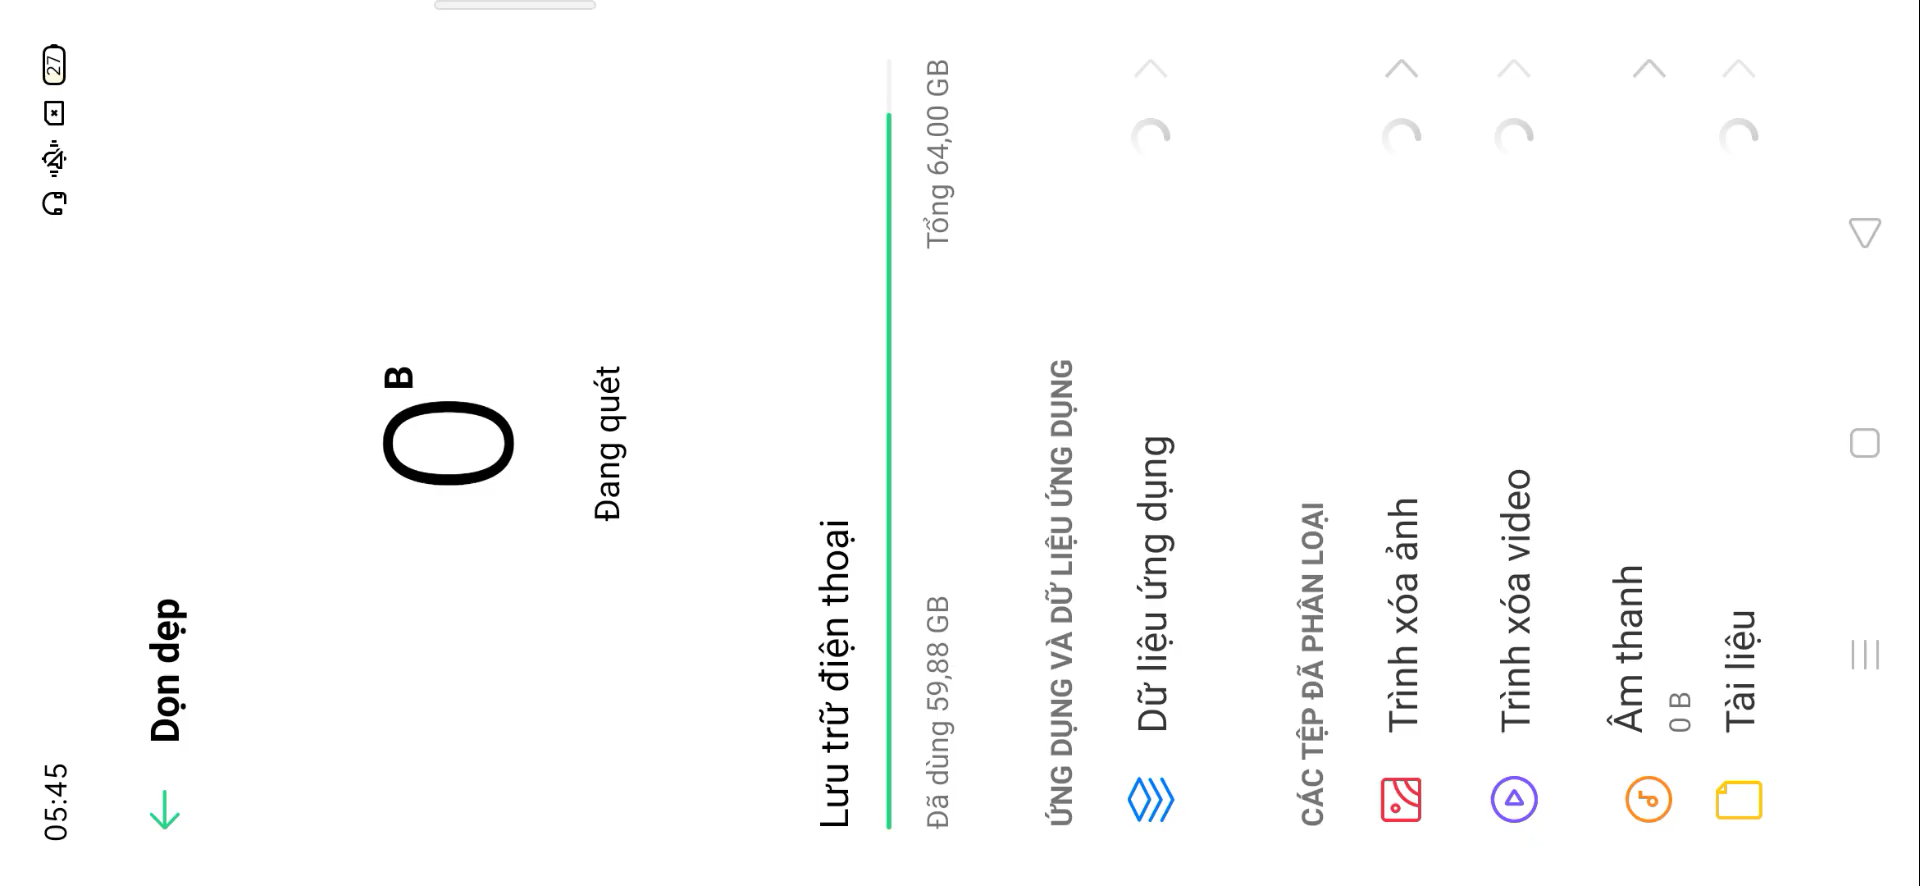 05:45
27
Dọn dẹp
0 B
Đang quét
Lưu trữ điện thoại
Đã dùng 59,88 GB
Tổng 64,00 GB
ỨNG DỤNG VÀ DỮ LIỆU ỨNG DỤNG
Dữ liệu ứng dụng
CÁC TỆP ĐÃ PHÂN LOẠI
Trình xóa ảnh
Trình xóa video
Âm thanh
0 B
Tài liệu